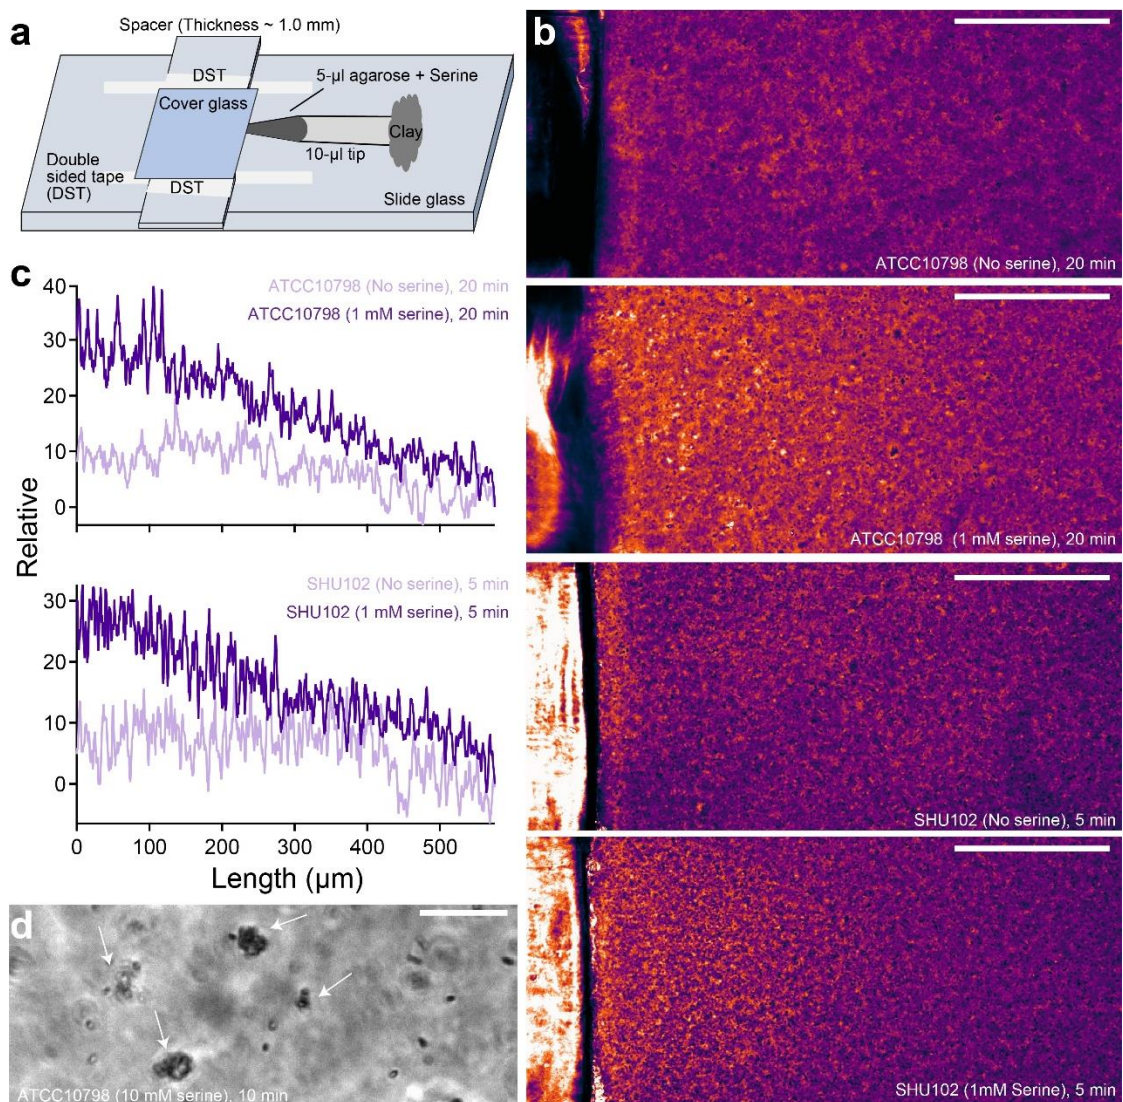 a
Spacer (Thickness ~ 1.0 mm)
DST
5-µl agarose + Serine
Cover glass
Clay
10-µl tip
Double
sided tape
(DST)
DST
Slide glass
b
ATCC10798 (No serine), 20 min
ATCC10798 (1 mM serine), 20 min
SHU102 (No serine), 5 min
SHU102 (1mM Serine), 5 min
c
40
30
20
10
0
ATCC10798 (No serine), 20 min
ATCC10798 (1 mM serine), 20 min
Relative
30
20
10
0
SHU102 (No serine), 5 min
SHU102 (1 mM serine), 5 min
0 100 200 300 400 500
Length (µm)
d
ATCC10798 (10 mM serine), 10 min